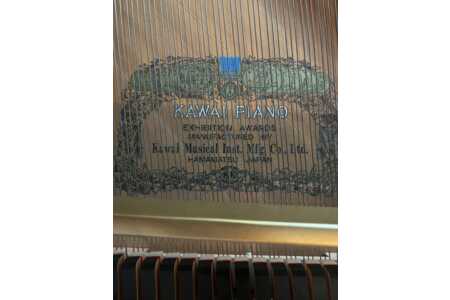 KAWAI PIANO
EXHIBITION AWARDS
MANUFACTURED BY
Kawai Musical Inst. Mfg. Co., Ltd.
HAMAMATSU JAPAN